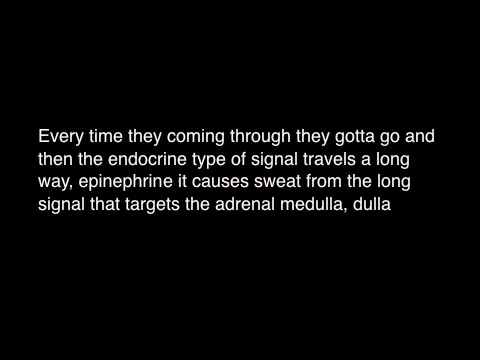 Every time they coming through they gotta go and
then the endocrine type of signal travels a long
way, epinephrine it causes sweat from the long
signal that targets the adrenal medulla, dulla